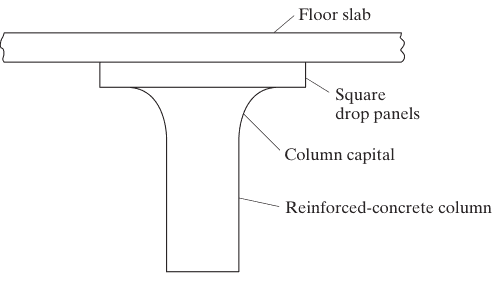 Floor slab
Square
drop panels
Column capital
Reinforced-concrete column